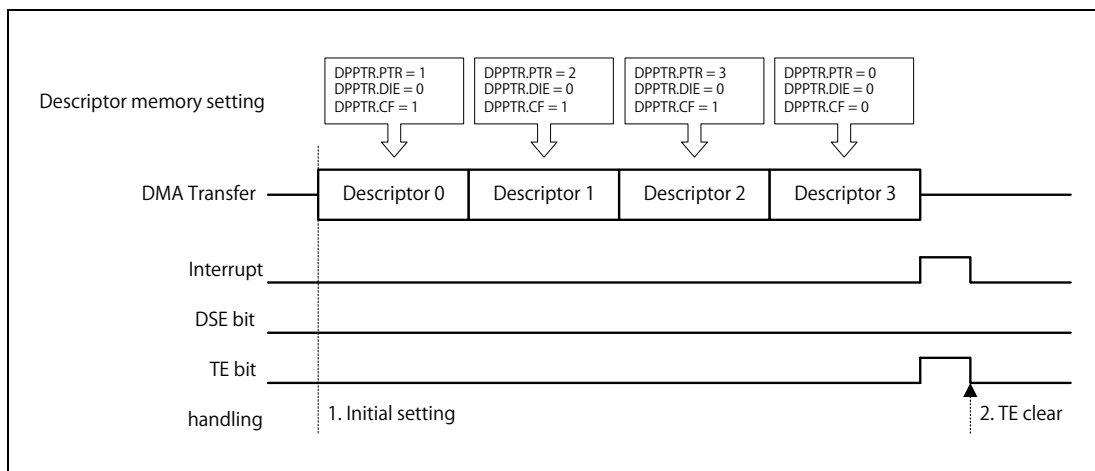 DPPTR.PTR = 1
DPPTR.DIE = 0
DPPTR.CF = 1
DPPTR.PTR = 2
DPPTR.DIE = 0
DPPTR.CF = 1
DPPTR.PTR = 3
DPPTR.DIE = 0
DPPTR.CF = 1
DPPTR.PTR = 0
DPPTR.DIE = 0
DPPTR.CF = 0
Descriptor memory setting
DMA Transfer
Descriptor 0
Descriptor 1
Descriptor 2
Descriptor 3
Interrupt
DSE bit
TE bit
handling
1. Initial setting
2. TE clear